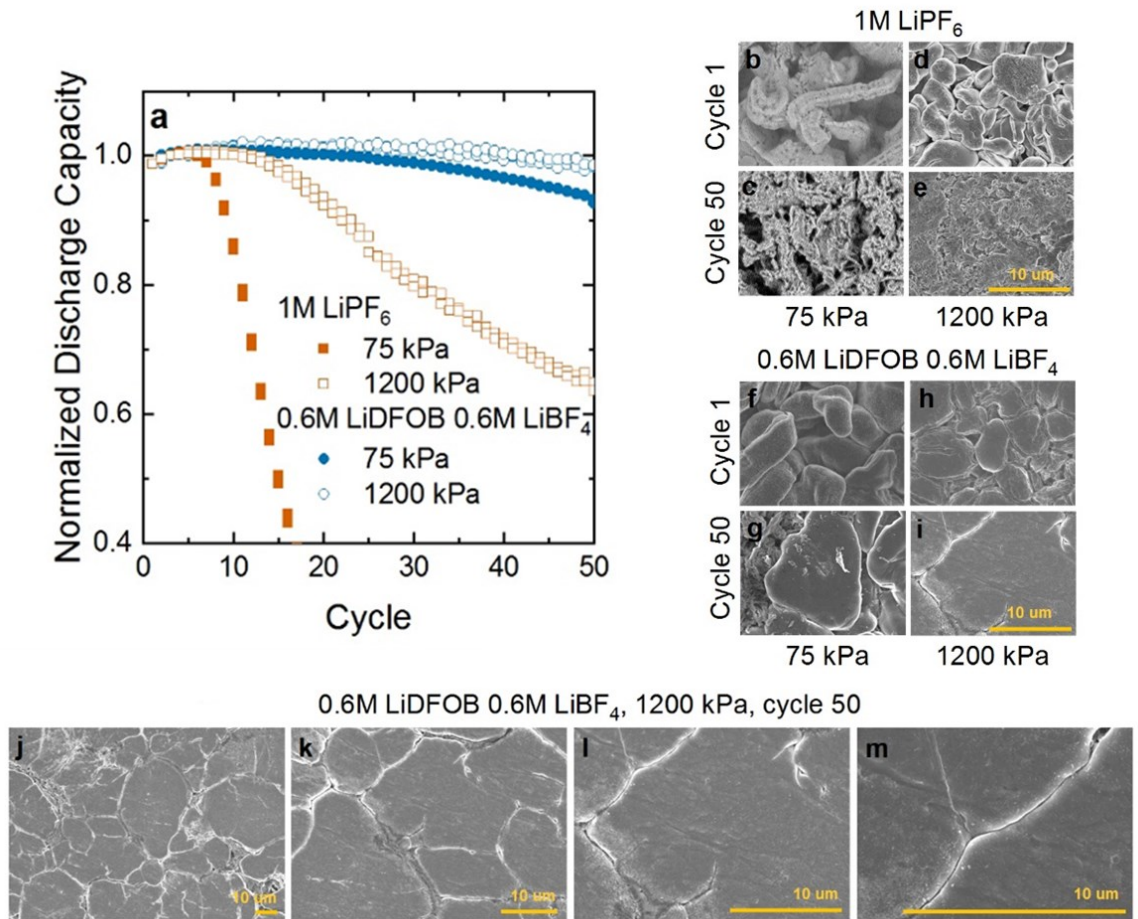 a
Normalized Discharge Capacity
1.0
0.8
0.6
0.4
0
10
20
30
40
50
Cycle
1M LiPF6
75 kPa
1200 kPa
0.6M LiDFOB 0.6M LiBF4
75 kPa
1200 kPa
1M LiPF6
Cycle 1
b
d
Cycle 50
c
e
10 um
75 kPa
1200 kPa
0.6M LiDFOB 0.6M LiBF4
Cycle 1
f
h
Cycle 50
g
i
10 um
75 kPa
1200 kPa
0.6M LiDFOB 0.6M LiBF4, 1200 kPa, cycle 50
j
10 um
k
10 um
l
10 um
m
10 um